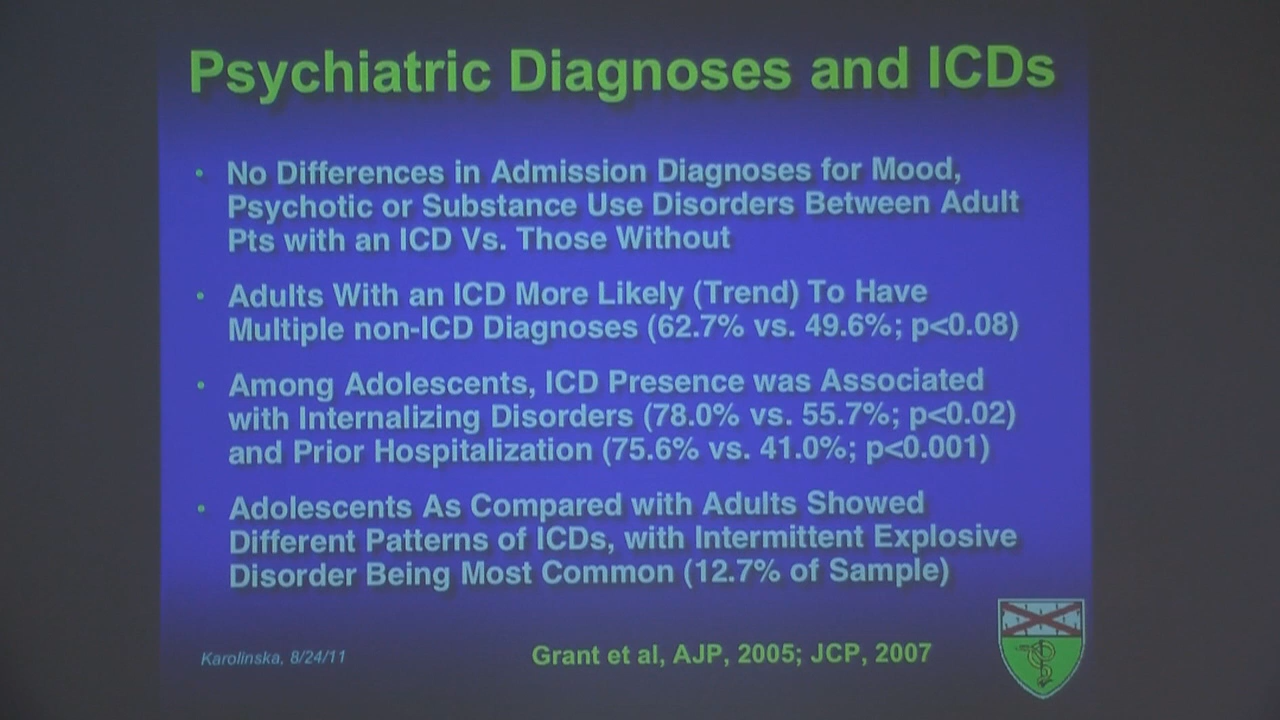 Psychiatric Diagnoses and ICDs
• No Differences in Admission Diagnoses for Mood,
Psychotic or Substance Use Disorders Between Adult
Pts with an ICD Vs. Those Without
• Adults With an ICD More Likely (Trend) To Have
Multiple non-ICD Diagnoses (62.7% vs. 49.6%; p<0.08)
• Among Adolescents, ICD Presence was Associated
with Internalizing Disorders (78.0% vs. 55.7%; p<0.02)
and Prior Hospitalization (75.6% vs. 41.0%; p<0.001)
• Adolescents As Compared with Adults Showed
Different Patterns of ICDs, with Intermittent Explosive
Disorder Being Most Common (12.7% of Sample)
Karolinska, 8/24/11
Grant et al, AJP, 2005; JCP, 2007